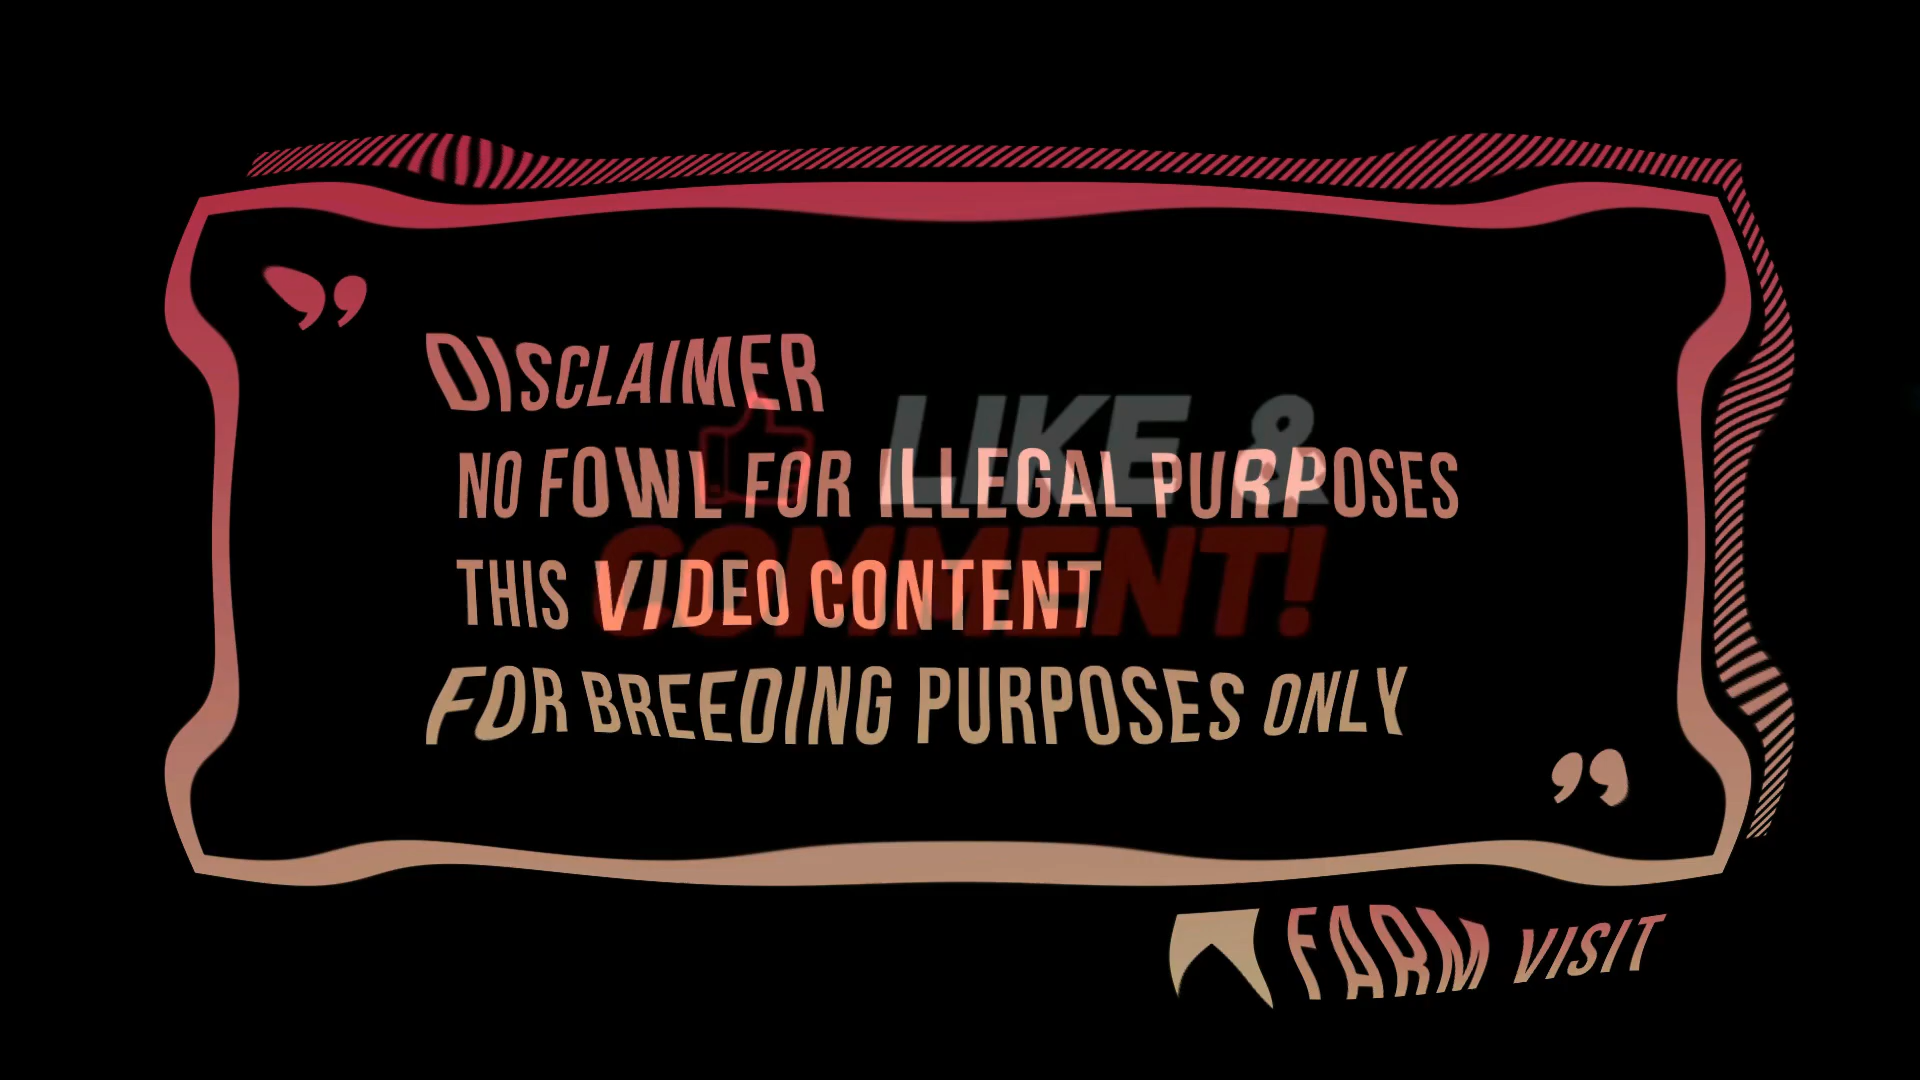 DISCLAIMER
LIKE &
NO FOWL FOR ILLEGAL PURPOSES
COMMENT!
THIS VIDEO CONTENT
FOR BREEDING PURPOSES ONLY
FARM VISIT